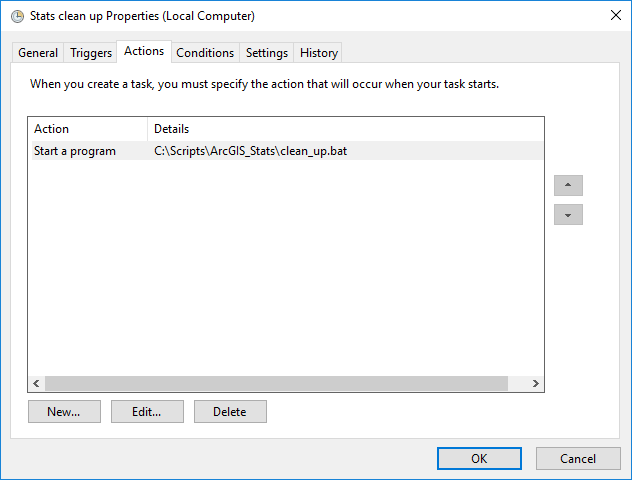 Stats clean up Properties (Local Computer)
General Triggers Actions Conditions Settings History
When you create a task, you must specify the action that will occur when your task starts.
Action Details
Start a program C:\Scripts\ArcGIS_Stats\clean_up.bat
New... Edit... Delete
OK Cancel